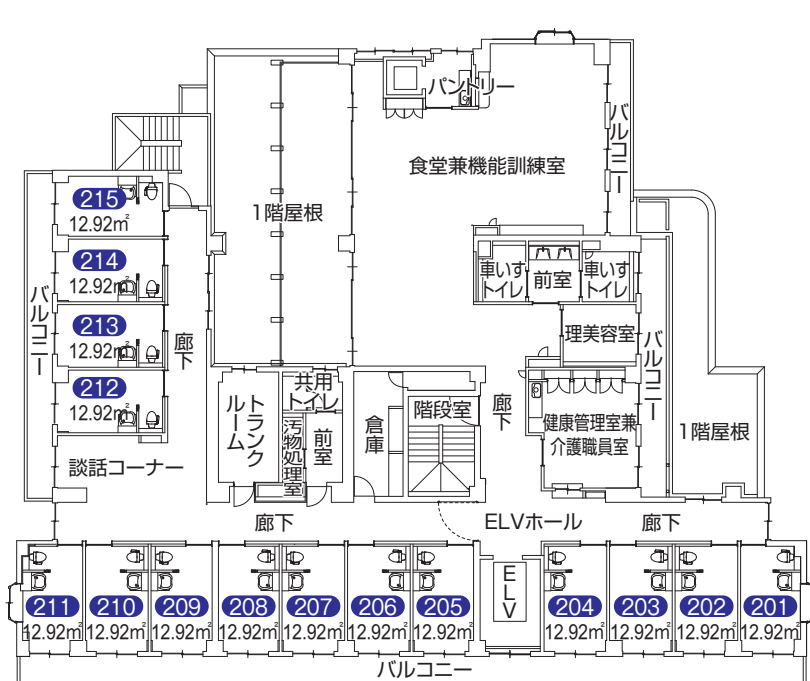 パントリー
バルコニー
食堂兼機能訓練室
215
12.92㎡
1階屋根
214
12.92㎡
車いす
トイレ
前室
車いす
トイレ
バルコニー
213
12.92㎡
廊下
理美容室
バルコニー
212
12.92㎡
トランク
ルーム
共用
トイレ
汚物処理室
前室
倉庫
階段室
廊下
健康管理室兼
介護職員室
1階屋根
談話コーナー
廊下
ELVホール
廊下
211
12.92㎡
210
12.92㎡
209
12.92㎡
208
12.92㎡
207
12.92㎡
206
12.92㎡
205
12.92㎡
ELV
204
12.92㎡
203
12.92㎡
202
12.92㎡
201
12.92㎡
バルコニー